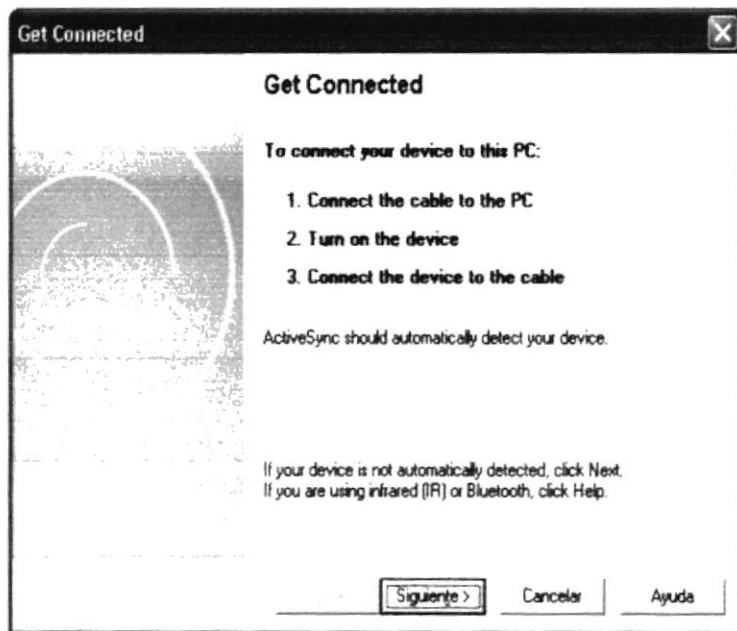 Get Connected
Get Connected
To connect your device to this PC:
1. Connect the cable to the PC
2. Turn on the device
3. Connect the device to the cable
ActiveSync should automatically detect your device.
If your device is not automatically detected, click Next.
If you are using infrared (IR) or Bluetooth, click Help.
Siguiente > Cancelar Ayuda